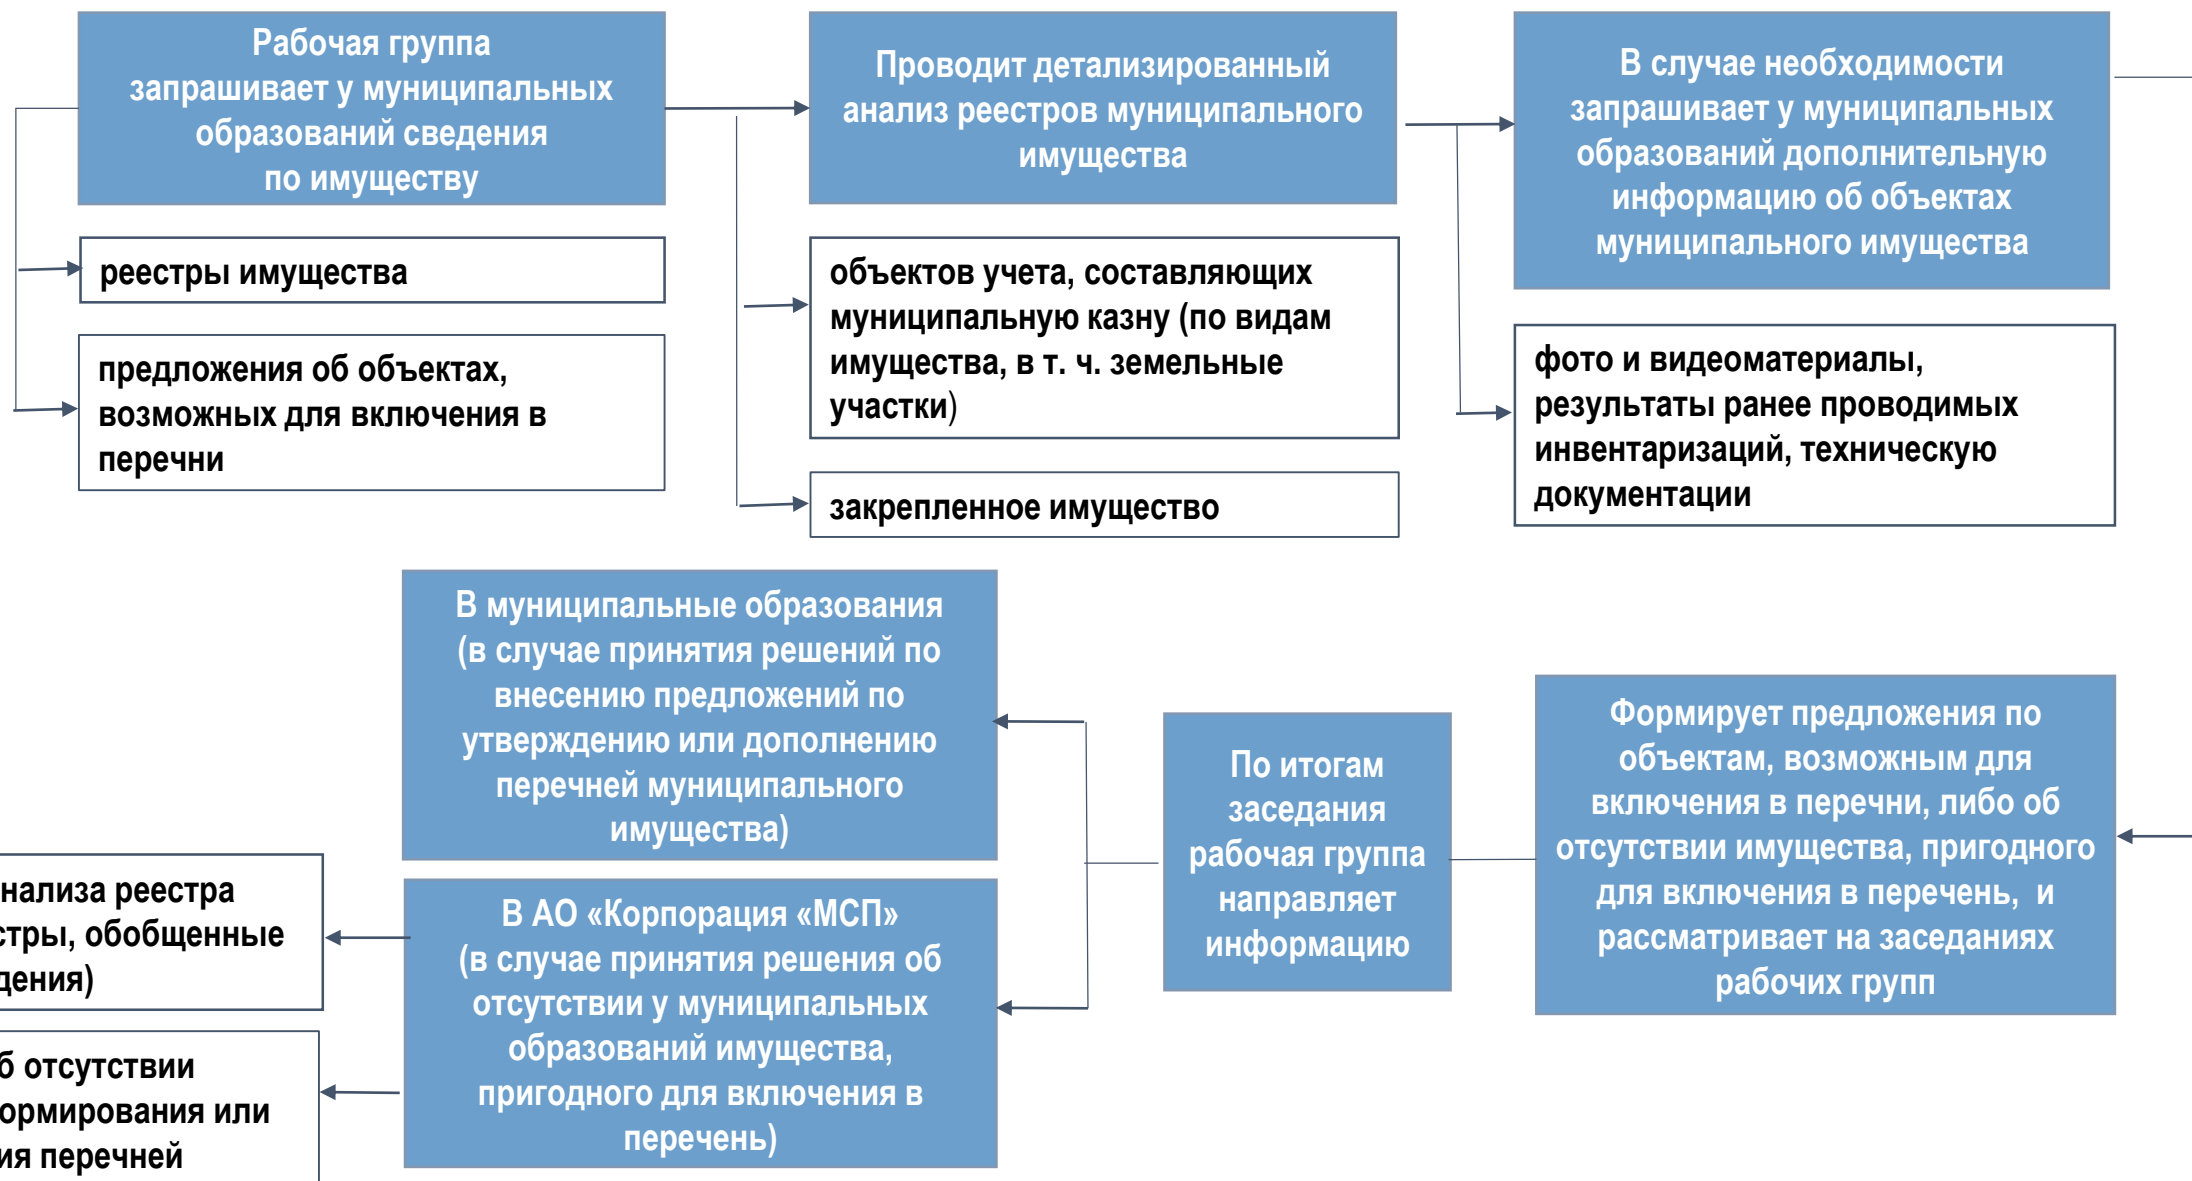 Рабочая группа
запрашивает у муниципальных
образований сведения
по имуществу
реестры имущества
предложения об объектах,
возможных для включения в
перечни
Проводит детализированный
анализ реестров муниципального
имущества
объектов учета, составляющих
муниципальную казну (по видам
имущества, в т. ч. земельные
участки)
закрепленное имущество
В случае необходимости
запрашивает у муниципальных
образований дополнительную
информацию об объектах
муниципального имущества
фото и видеоматериалы,
результаты ранее проводимых
инвентаризаций, техническую
документации
Формирует предложения по
объектам, возможным для
включения в перечни, либо об
отсутствии имущества, пригодного
для включения в перечень, и
рассматривает на заседаниях
рабочих групп
По итогам
заседания
рабочая группа
направляет
информацию
В муниципальные образования
(в случае принятия решений по
внесению предложений по
утверждению или дополнению
перечней муниципального
имущества)
В АО «Корпорация «МСП»
(в случае принятия решения об
отсутствии у муниципальных
образований имущества,
пригодного для включения в
перечень)
реестра
обобщенные
отсутствии
или
перечней